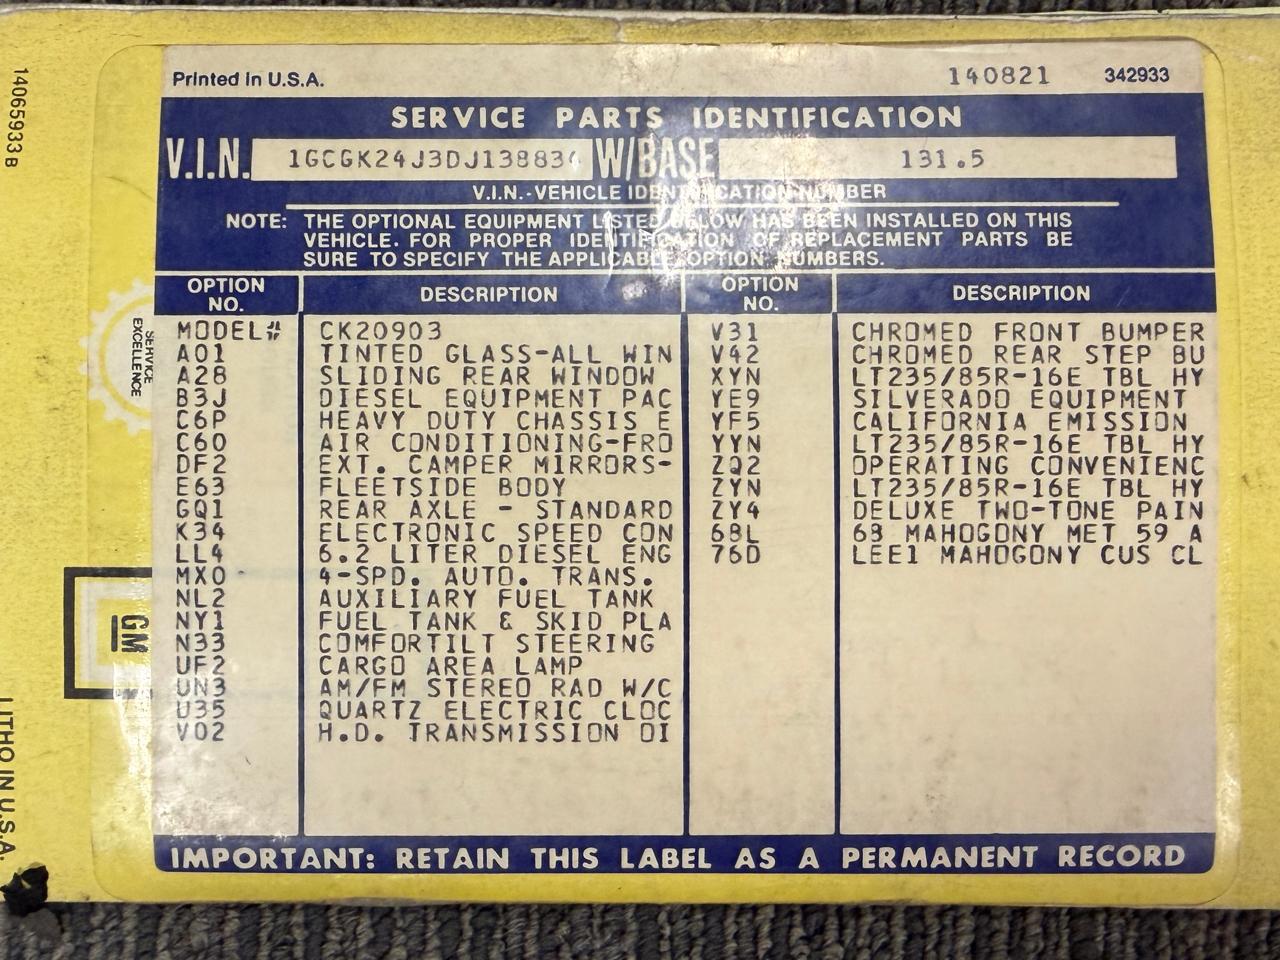 Printed in U.S.A. 140821 342933
SERVICE PARTS IDENTIFICATION
V.I.N. 1GCGK24J3DJ138834 W/BASE 131.5
V.I.N.-VEHICLE IDENTIFICATION NUMBER
NOTE: THE OPTIONAL EQUIPMENT LISTED BELOW HAS BEEN INSTALLED ON THIS
VEHICLE. FOR PROPER IDENTIFICATION OF REPLACEMENT PARTS BE
SURE TO SPECIFY THE APPLICABLE OPTION NUMBERS.
OPTION NO. DESCRIPTION OPTION NO. DESCRIPTION
MODEL# CK20903 V31 CHROMED FRONT BUMPER
A01 TINTED GLASS-ALL WIN V42 CHROMED REAR STEP BU
A28 SLIDING REAR WINDOW XYN LT235/85R-16E TBL HY
B3J DIESEL EQUIPMENT PAC YE9 SILVERADO EQUIPMENT
C6P HEAVY DUTY CHASSIS E YF5 CALIFORNIA EMISSION
C60 AIR CONDITIONING-FRO YYN LT235/85R-16E TBL HY
DF2 EXT. CAMPER MIRRORS- ZQ2 OPERATING CONVENIENC
E63 FLEETSIDE BODY ZYN LT235/85R-16E TBL HY
GQ1 REAR AXLE - STANDARD ZY4 DELUXE TWO-TONE PAIN
K34 ELECTRONIC SPEED CON 68L 68 MAHOGONY MET 59 A
LL4 6.2 LITER DIESEL ENG 76D LEE1 MAHOGONY CUS CL
MX0 4-SPD. AUTO. TRANS.
NL2 AUXILIARY FUEL TANK
NY1 FUEL TANK & SKID PLA
N33 COMFORTILT STEERING
UF2 CARGO AREA LAMP
UN3 AM/FM STEREO RAD W/C
U35 QUARTZ ELECTRIC CLOC
V02 H.D. TRANSMISSION OI
IMPORTANT: RETAIN THIS LABEL AS A PERMANENT RECORD
14065933 B
SERVICE
EXCELLENCE
GM
LITHO IN U.S.A.